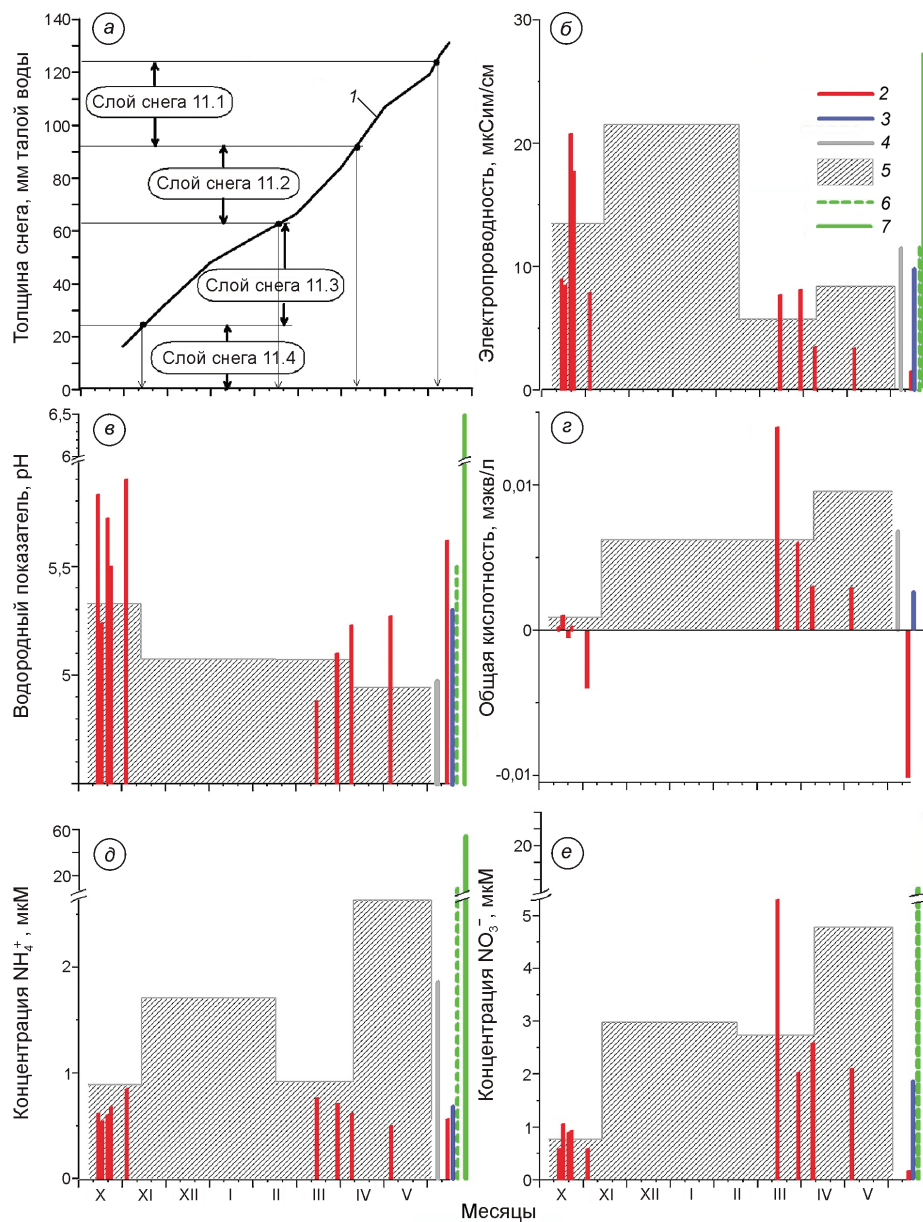 а
Толщина снега, мм талой воды
140
120
100
80
60
40
20
0
1
Слой снега 11.1
Слой снега 11.2
Слой снега 11.3
Слой снега 11.4
б
Электропроводность, мкСим/см
30
20
10
0
2
3
4
5
6
7
в
Водородный показатель, pH
6,5
6
5,5
5
г
Общая кислотность, мэкв/л
0,01
0
-0,01
д
Концентрация NH₄⁺, мкМ
60
20
2
1
0
X XI XII I II III IV V
е
Концентрация NO₃⁻, мкМ
20
5
4
3
2
1
0
X XI XII I II III IV V
Месяцы